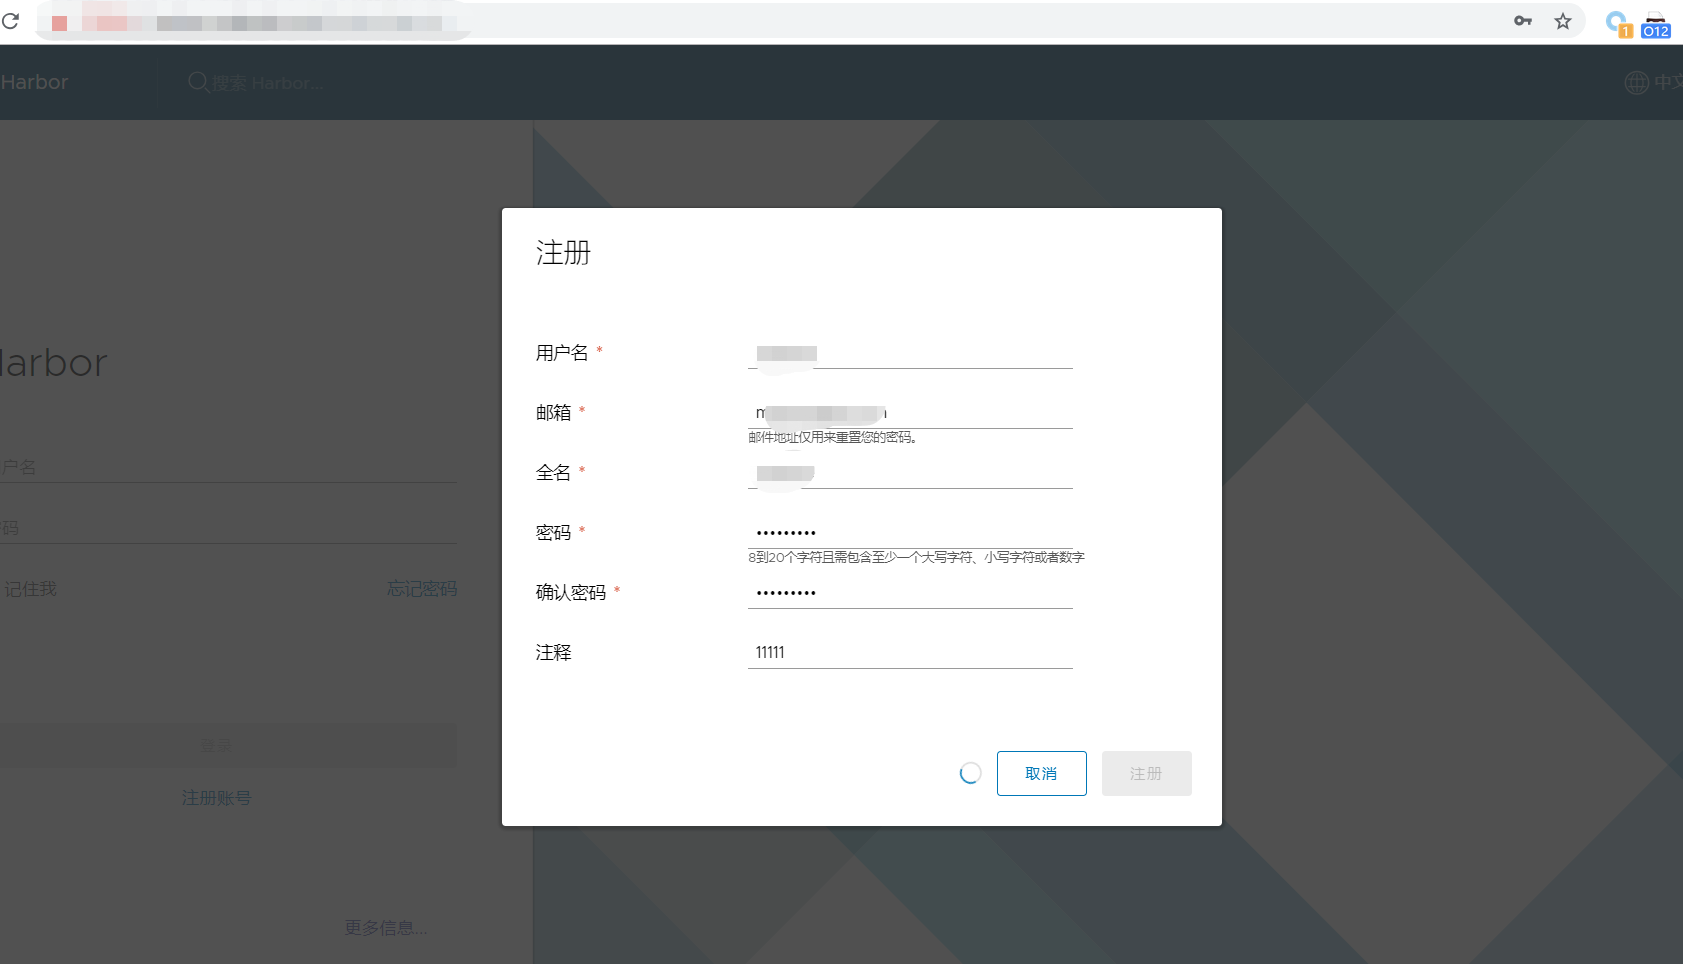 1
O12
Harbor
搜索 Harbor...
中文
arbor
户名
码
记住我
忘记密码
登录
注册账号
更多信息...
注册
用户名 *
邮箱 *
m
邮件地址仅用来重置您的密码。
全名 *
密码 *
•••••••••
8到20个字符且需包含至少一个大写字符、小写字符或者数字
确认密码 *
•••••••••
注释
11111
取消
注册